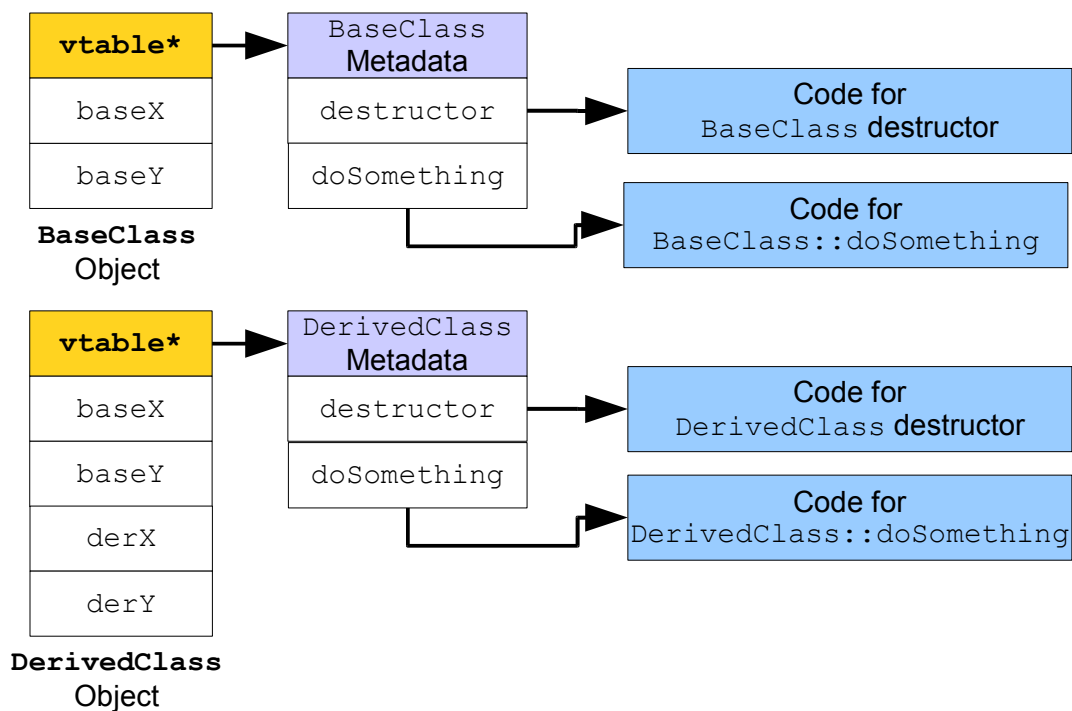 vtable*
BaseClass
Metadata
baseX
destructor
Code for
BaseClass destructor
baseY
doSomething
Code for
BaseClass::doSomething
BaseClass
Object
vtable*
DerivedClass
Metadata
baseX
destructor
Code for
DerivedClass destructor
baseY
doSomething
Code for
DerivedClass::doSomething
derX
derY
DerivedClass
Object